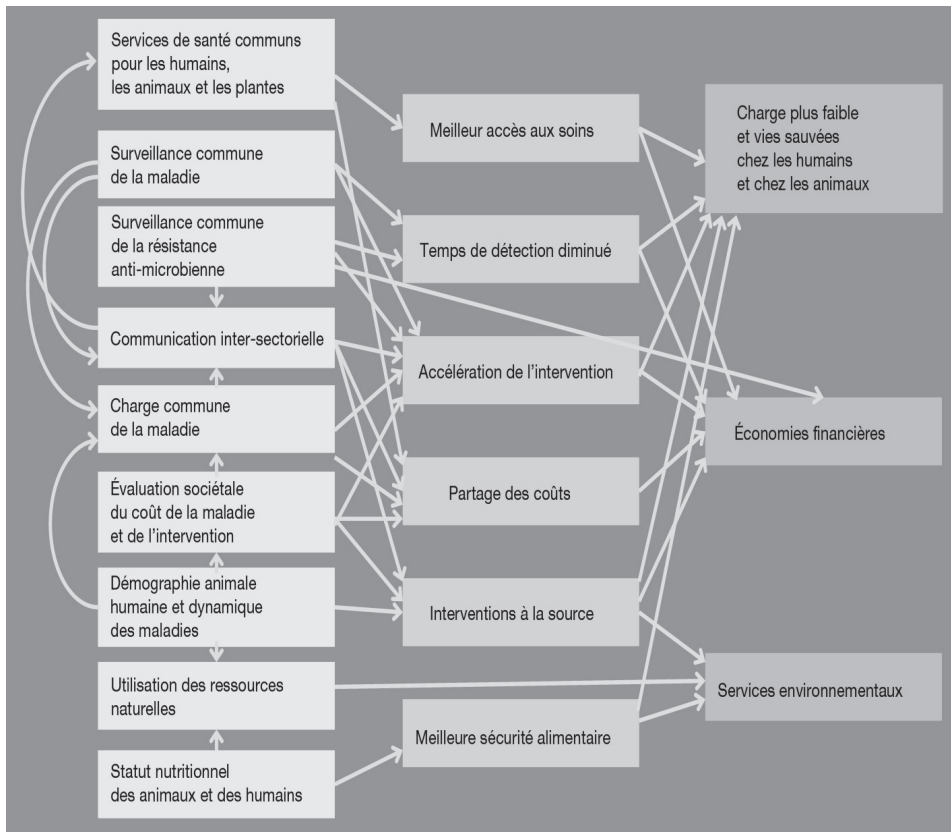 Services de santé communs
pour les humains,
les animaux et les plantes
Surveillance commune
de la maladie
Surveillance commune
de la résistance
anti-microbienne
Communication inter-sectorielle
Charge commune
de la maladie
Évaluation sociétale
du coût de la maladie
et de l'intervention
Démographie animale
humaine et dynamique
des maladies
Utilisation des ressources
naturelles
Statut nutritionnel
des animaux et des humains
Meilleur accès aux soins
Temps de détection diminué
Accélération de l'intervention
Partage des coûts
Interventions à la source
Meilleure sécurité alimentaire
Charge plus faible
et vies sauvées
chez les humains
et chez les animaux
Économies financières
Services environnementaux